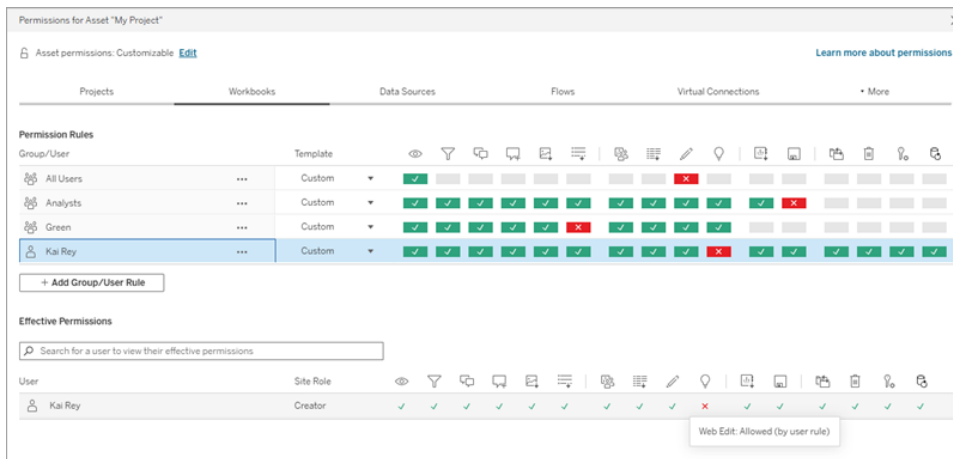 Permissions for Asset "My Project"
Asset permissions: Customizable Edit
Learn more about permissions
Projects Workbooks Data Sources Flows Virtual Connections • More
Permission Rules
Group/User Template
All Users ••• Custom
Analysts ••• Custom
Green ••• Custom
Kai Rey ••• Custom
+ Add Group/User Rule
Effective Permissions
Search for a user to view their effective permissions
User Site Role
Kai Rey Creator
Web Edit: Allowed (by user rule)